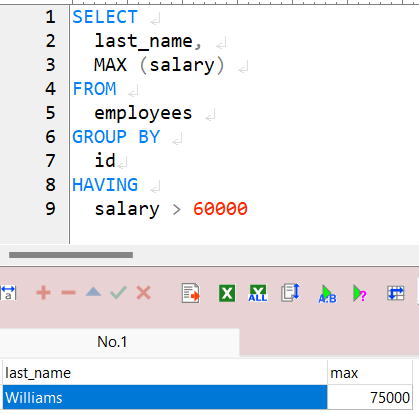 1 SELECT
2 last_name,
3 MAX (salary)
4 FROM
5 employees
6 GROUP BY
7 id
8 HAVING
9 salary > 60000
a
ALL
A.B
?
No.1
last_name max
Williams 75000